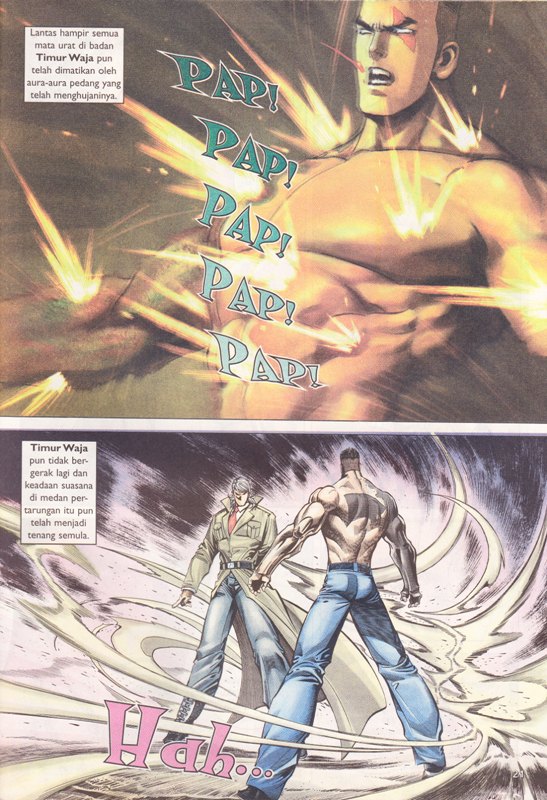 Lantas hampir semua
mata urat di badan
Timur Waja pun
telah dimatikan oleh
aura-aura pedang yang
telah menghujaninya.
PAP!
PAP!
PAP!
PAP!
PAP!
Timur Waja
pun tidak ber-
gerak lagi dan
keadaan suasana
di medan per-
tarungan itu pun
telah menjadi
tenang semula.
Hah...